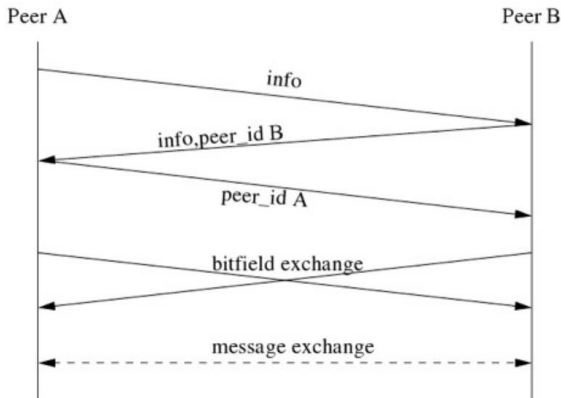 Peer A
Peer B
info
info,peer_id B
peer_id A
bitfield exchange
message exchange